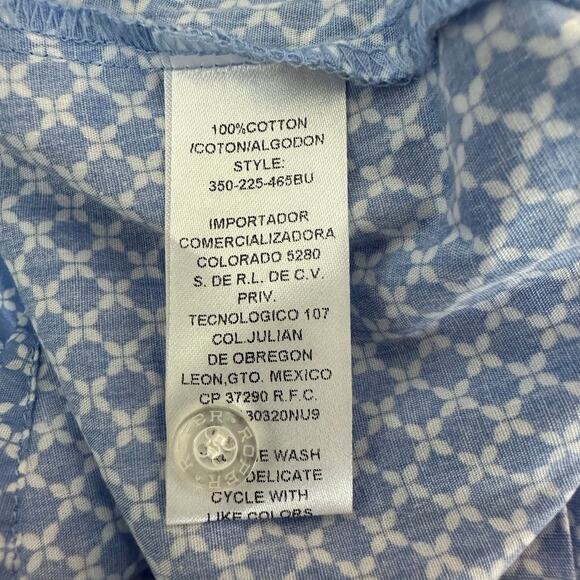 100%COTTON
/COTON/ALGODON
STYLE:
350-225-465BU
IMPORTADOR
COMERCIALIZADORA
COLORADO 5280
S. DE R.L. DE C.V.
PRIV.
TECNOLOGICO 107
COL.JULIAN
DE OBREGON
LEON,GTO. MEXICO
CP 37290 R.F.C.
30320NU9
WASH
DELICATE
CYCLE WITH
LIKE COLORS
ROPER